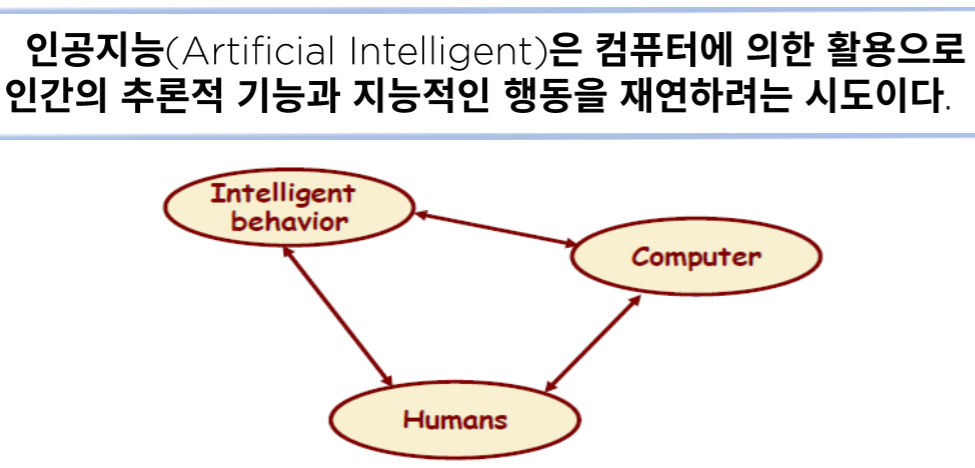 인공지능(Artificial Intelligent)은 컴퓨터에 의한 활용으로
인간의 추론적 기능과 지능적인 행동을 재연하려는 시도이다.
Intelligent
behavior
Computer
Humans